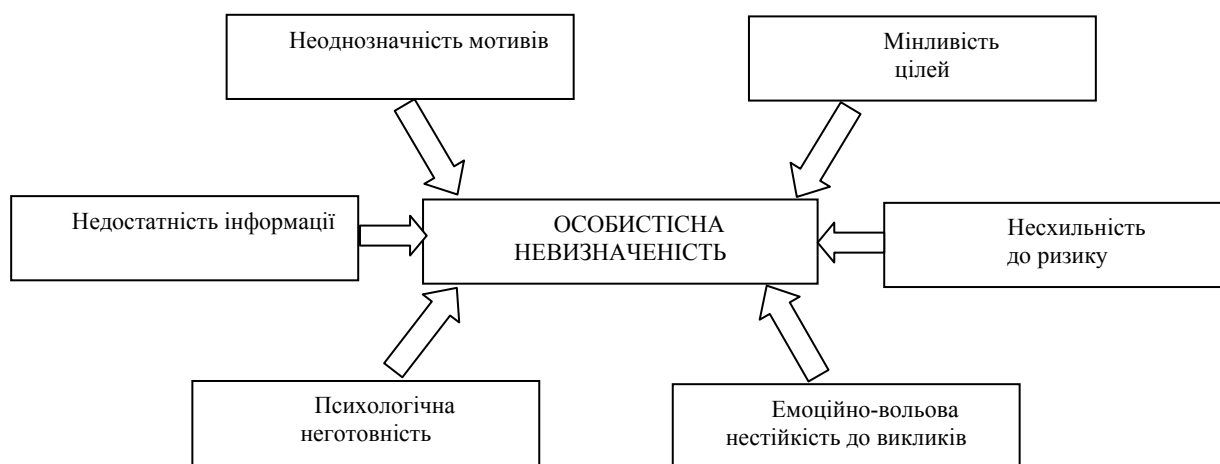 Неоднозначність мотивів
Мінливість
цілей
Недостатність інформації
ОСОБИСТІСНА
НЕВИЗНАЧЕНІСТЬ
Несхильність
до ризику
Психологічна
неготовність
Емоційно-вольова
нестійкість до викликів